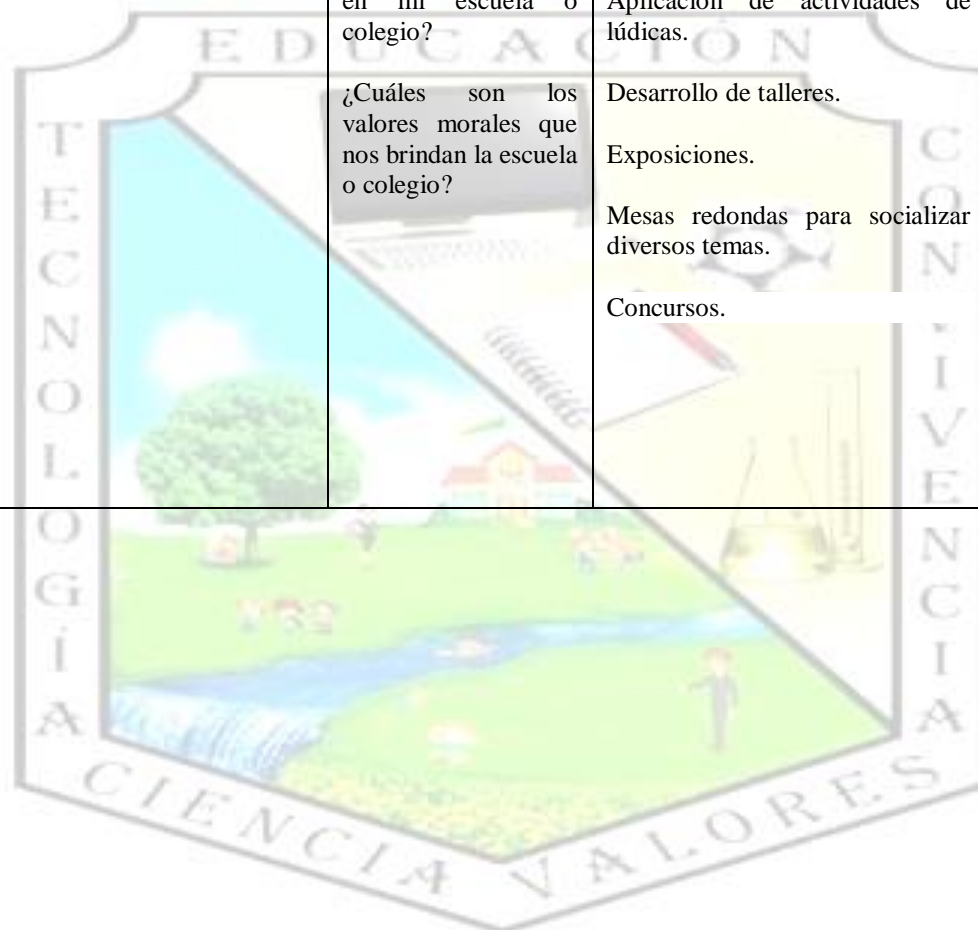 en mi escuela o
colegio?
¿Cuáles son los
valores morales que
nos brindan la escuela
o colegio?
Aplicación de actividades de
lúdicas.
Desarrollo de talleres.
Exposiciones.
Mesas redondas para socializar
diversos temas.
Concursos.
EDUCACIÓN
TECNOLOGÍA
CONVIVENCIA
CIENCIA VALORES